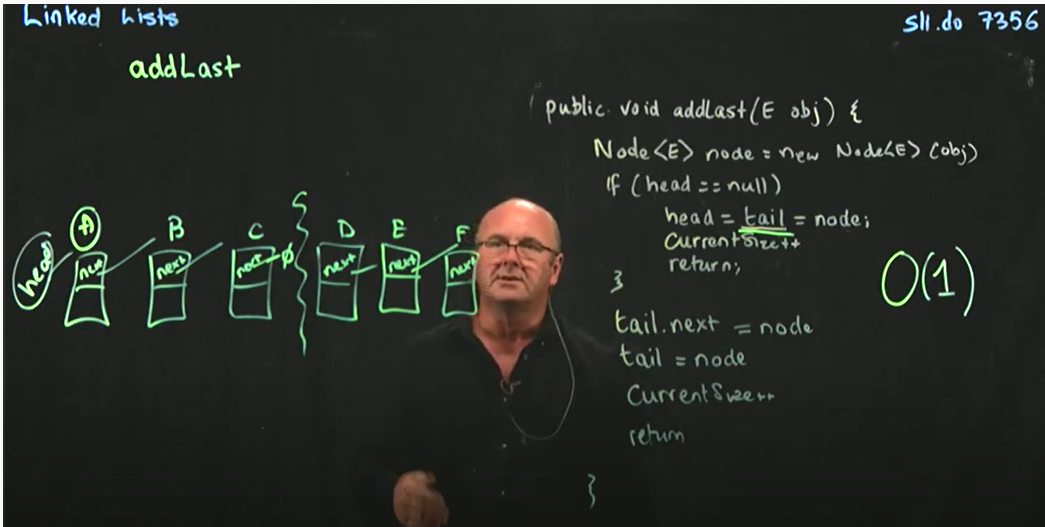 Linked Lists
sli.do 7356
addLast
public void addLast(E obj) {
Node<E> node = new Node<E>(obj)
If (head == null)
head = tail = node;
CurrentSize++
return;
}
tail.next = node
tail = node
CurrentSize++
return
}
O(1)
head
A B C D E F
next next next ∅ next next next